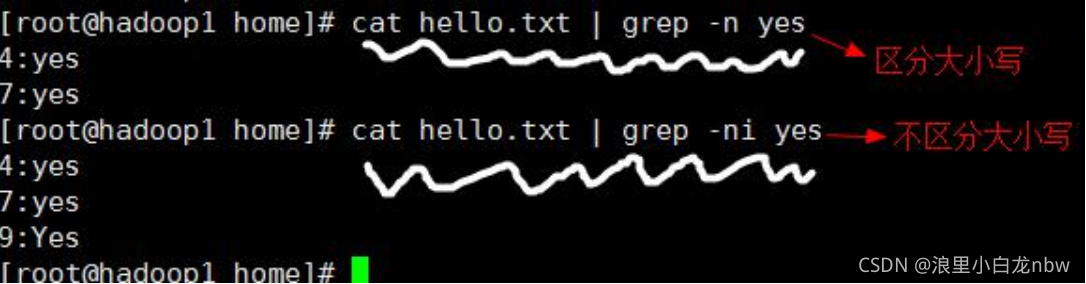 [root@hadoop1 home]# cat hello.txt | grep -n yes
区分大小写
4:yes
7:yes
[root@hadoop1 home]# cat hello.txt | grep -ni yes
不区分大小写
4:yes
7:yes
9:Yes
[root@hadoop1 home]#
CSDN @浪里小白龙nbw